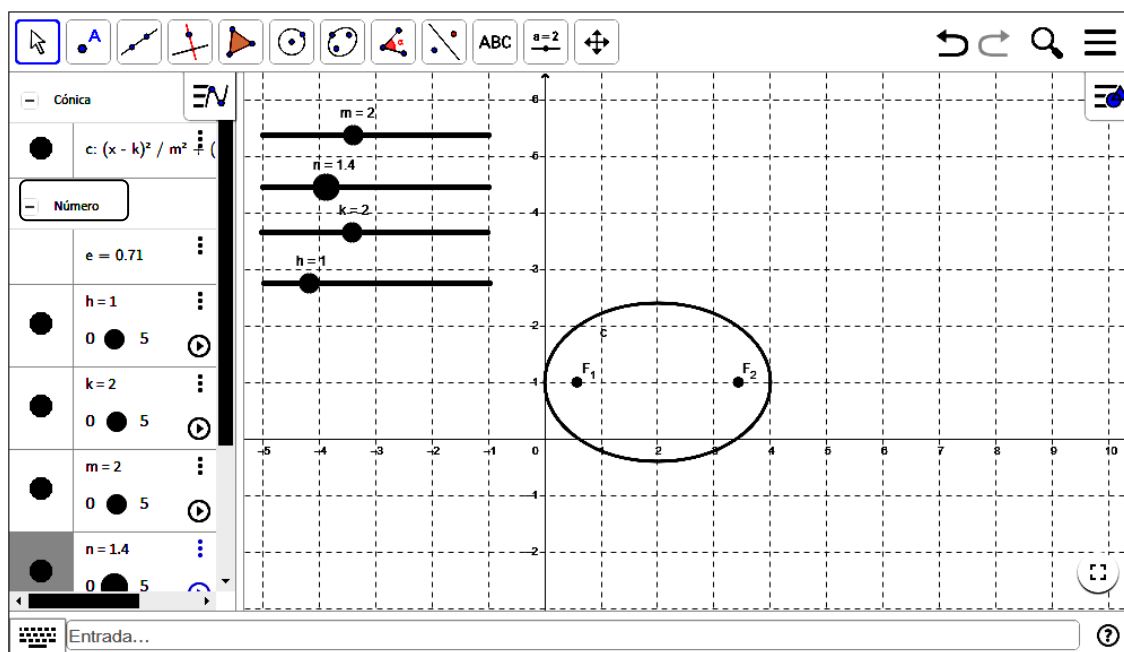 A
α
ABC
a=2
Cónica
c: (x - k)² / m² + (
Número
e = 0.71
h = 1
0 5
k = 2
0 5
m = 2
0 5
n = 1.4
0 5
m = 2
n = 1.4
k = 2
h = 1
6
5
4
3
2
1
0
-1
-2
-5 -4 -3 -2 -1 1 2 3 4 5 6 7 8 9 10
c
F₁
F₂
Entrada...
?